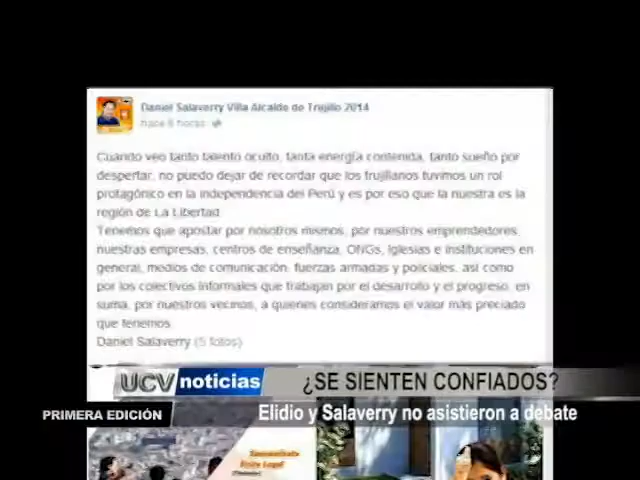 Daniel Salaverry Villa Alcalde de Trujillo 2014
hace 8 horas
Cuando veo tanto talento oculto, tanta energía contenida, tanto sueño por
despertar, no puedo dejar de recordar que los trujillanos tuvimos un rol
protagónico en la independencia del Perú y es por eso que la nuestra es la
región de La Libertad
Tenemos que apostar por nosotros mismos, por nuestros emprendedores,
nuestras empresas, centros de enseñanza, ONGs, Iglesias e instituciones en
general, medios de comunicación, fuerzas armadas y policiales, así como
por los colectivos informales que trabajan por el desarrollo y el progreso, en
suma, por nuestros vecinos, a quienes consideramos el valor más preciado
que tenemos
Daniel Salaverry (5 fotos)
UCV noticias ¿SE SIENTEN CONFIADOS?
PRIMERA EDICIÓN Elidio y Salaverry no asistieron a debate